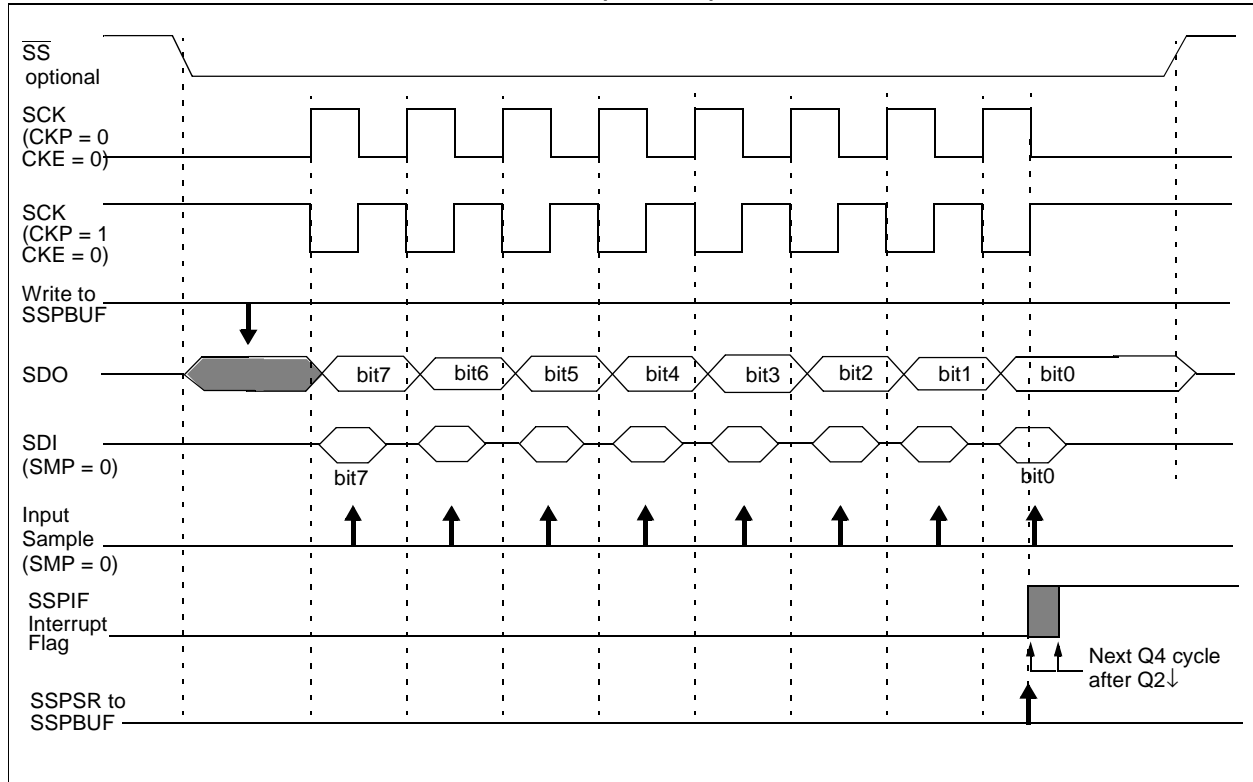 SS
optional
SCK
(CKP = 0
CKE = 0)
SCK
(CKP = 1
CKE = 0)
Write to
SSPBUF
SDO
bit7 bit6 bit5 bit4 bit3 bit2 bit1 bit0
SDI
(SMP = 0)
bit7 bit0
Input
Sample
(SMP = 0)
SSPIF
Interrupt
Flag
Next Q4 cycle
after Q2↓
SSPSR to
SSPBUF